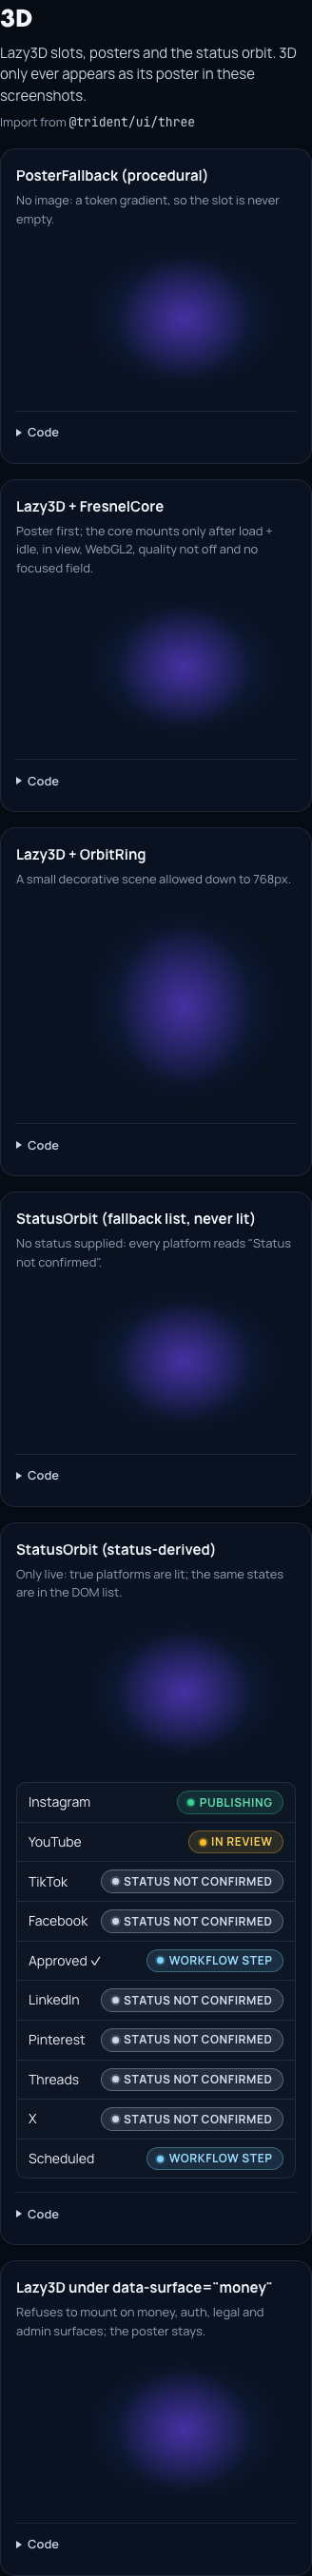 3D
Lazy3D slots, posters and the status orbit. 3D
only ever appears as its poster in these
screenshots.
Import from @trident/ui/three
PosterFallback (procedural)
No image: a token gradient, so the slot is never
empty.
Code
Lazy3D + FresnelCore
Poster first; the core mounts only after load +
idle, in view, WebGL2, quality not off and no
focused field.
Code
Lazy3D + OrbitRing
A small decorative scene allowed down to 768px.
Code
StatusOrbit (fallback list, never lit)
No status supplied: every platform reads "Status
not confirmed".
Code
StatusOrbit (status-derived)
Only live: true platforms are lit; the same states
are in the DOM list.
Instagram PUBLISHING
YouTube IN REVIEW
TikTok STATUS NOT CONFIRMED
Facebook STATUS NOT CONFIRMED
Approved ✓ WORKFLOW STEP
LinkedIn STATUS NOT CONFIRMED
Pinterest STATUS NOT CONFIRMED
Threads STATUS NOT CONFIRMED
X STATUS NOT CONFIRMED
Scheduled WORKFLOW STEP
Code
Lazy3D under data-surface="money"
Refuses to mount on money, auth, legal and
admin surfaces; the poster stays.
Code